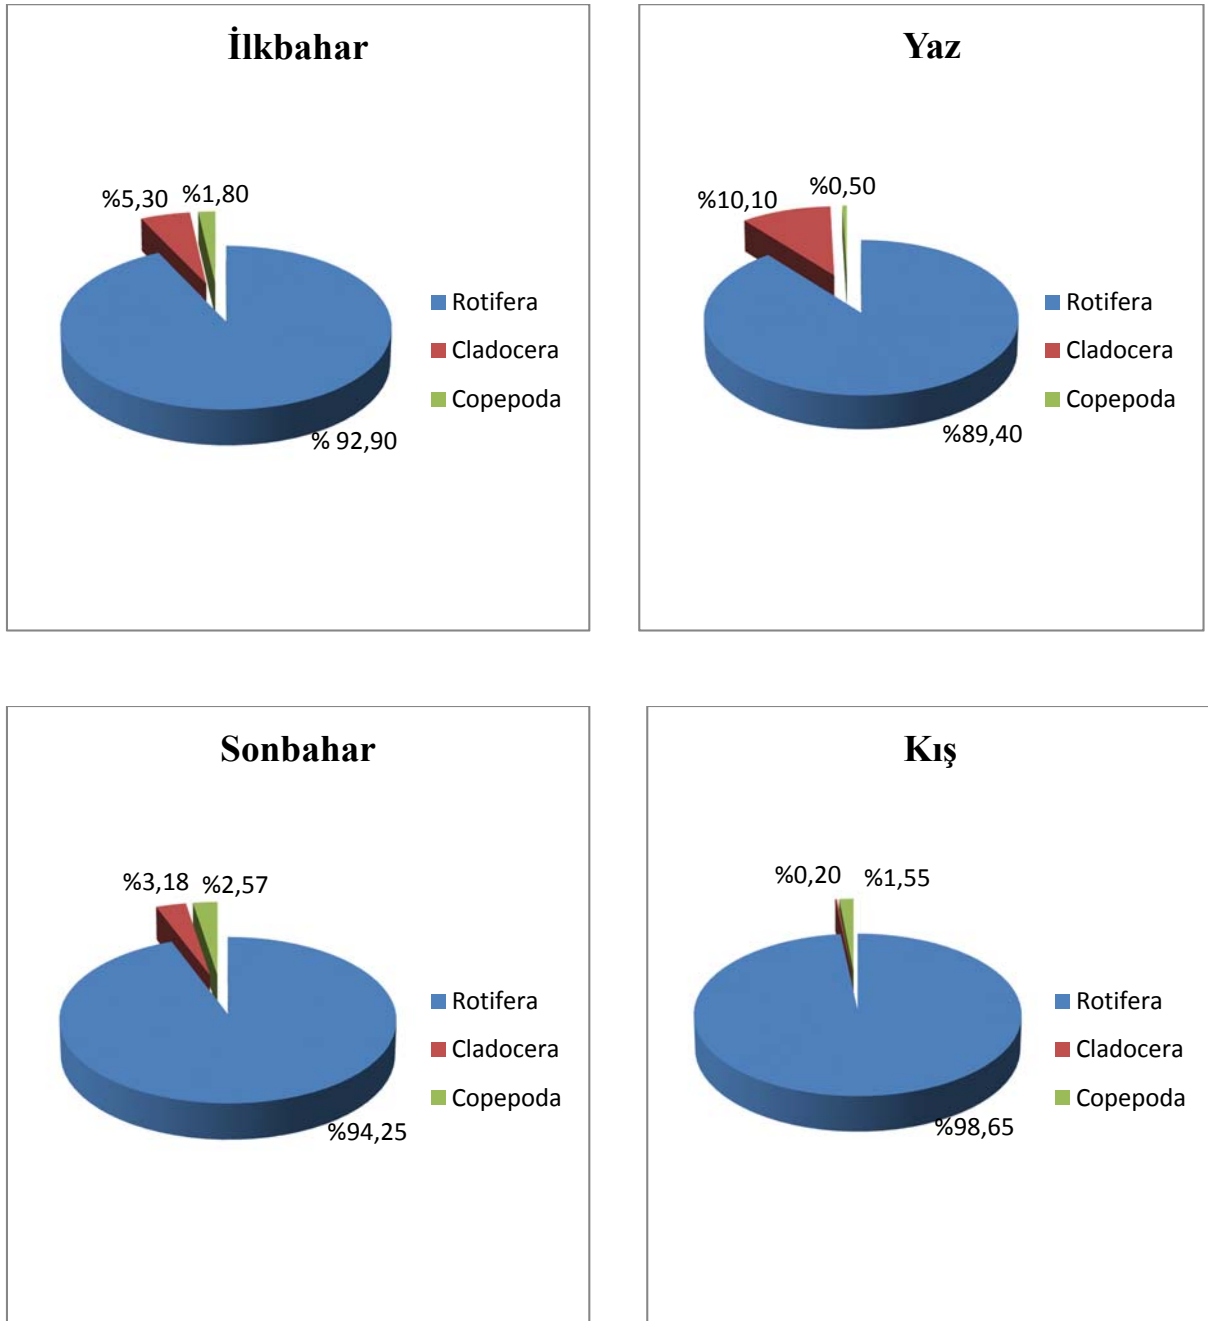 İlkbahar
%5,30
%1,80
Rotifera
Cladocera
Copepoda
% 92,90
Yaz
%10,10
%0,50
Rotifera
Cladocera
Copepoda
%89,40
Sonbahar
%3,18
%2,57
Rotifera
Cladocera
Copepoda
%94,25
Kış
%0,20
%1,55
Rotifera
Cladocera
Copepoda
%98,65